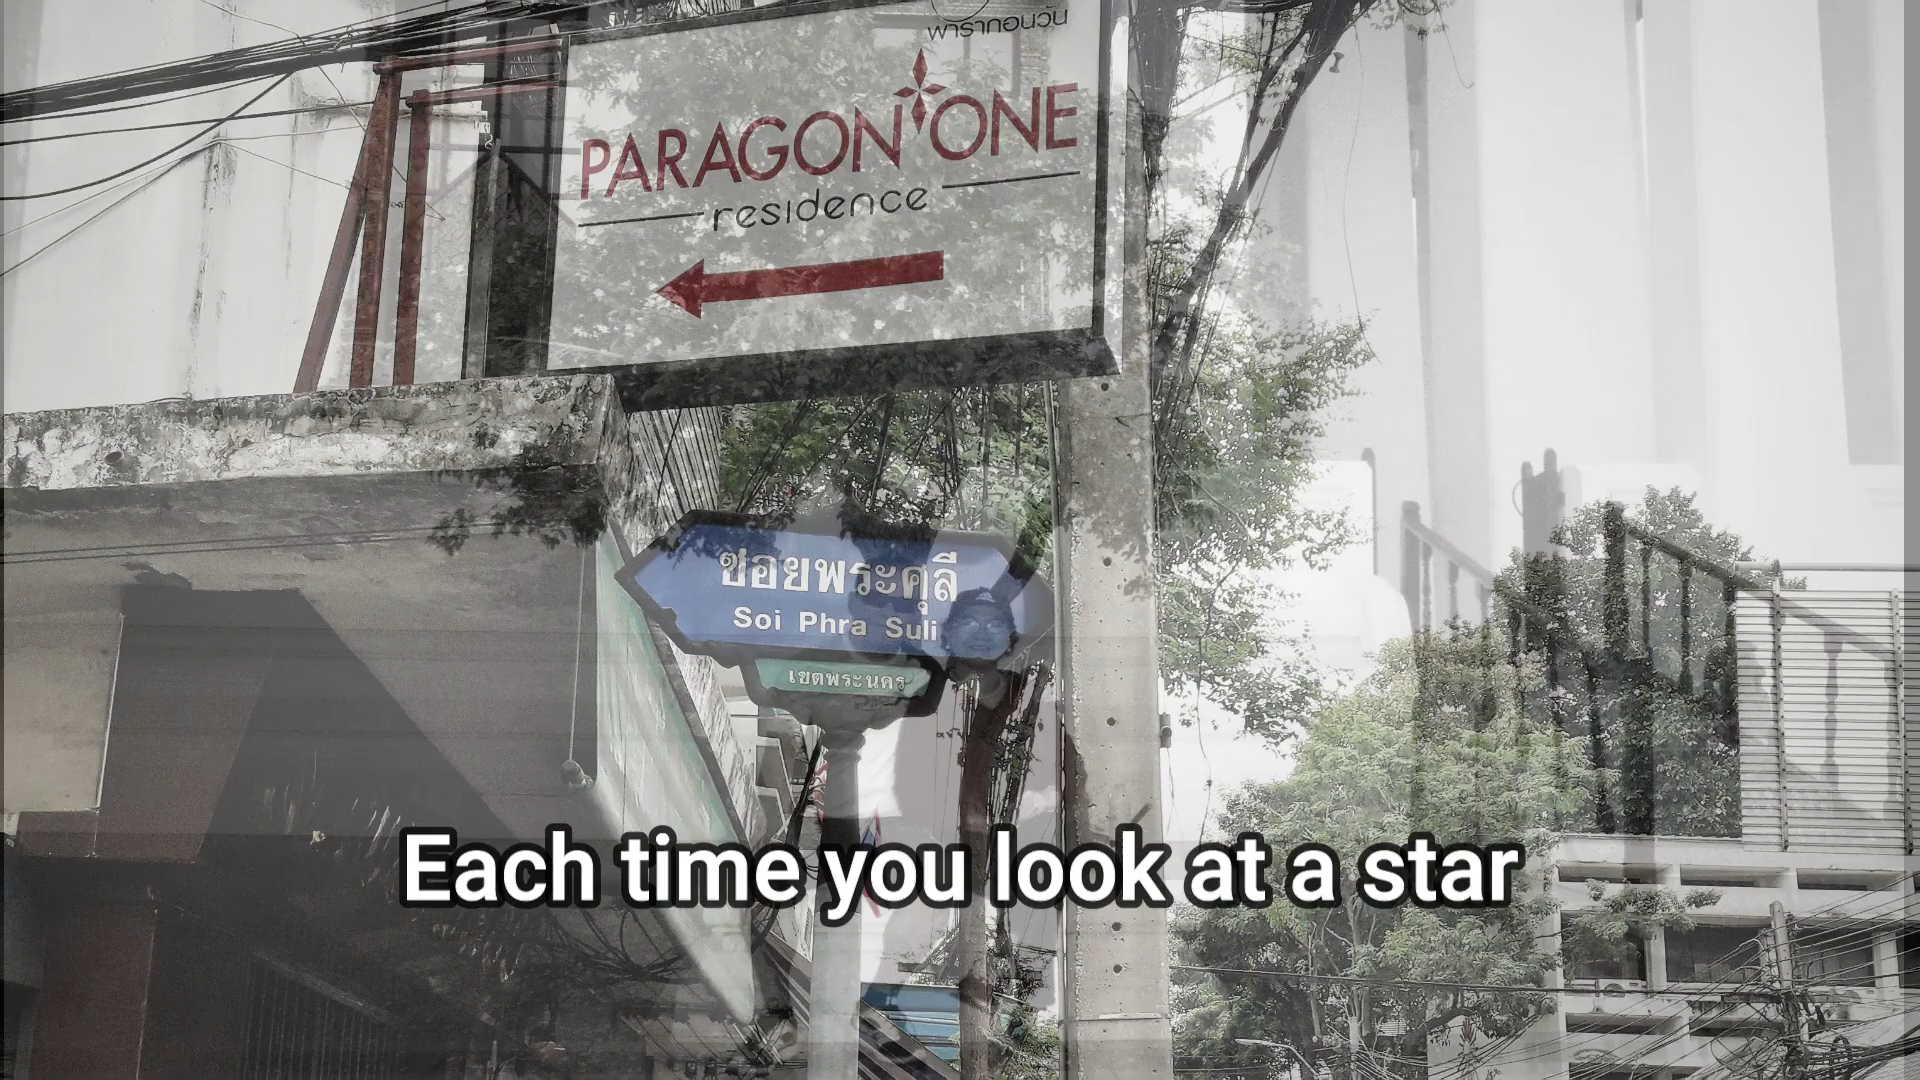 พารากอนวัน
PARAGON ONE
residence
ซอยพระศุลี
Soi Phra Suli
เขตพระนคร
Each time you look at a star